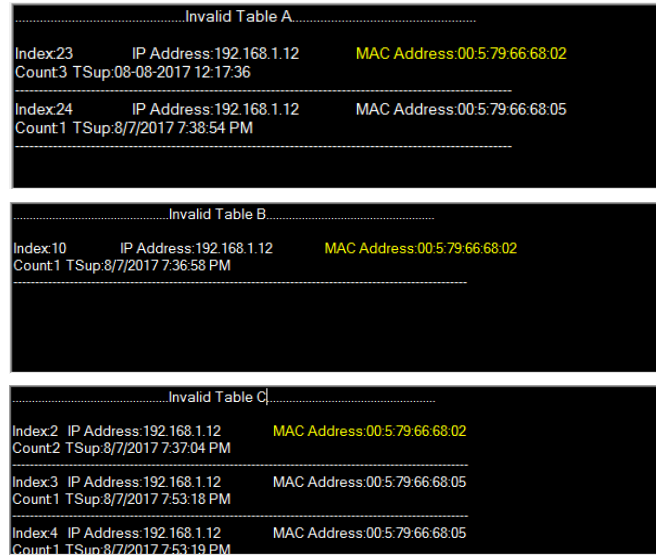 ...............................................Invalid Table A...................................................
Index:23 IP Address:192.168.1.12 MAC Address:00:5:79:66:68:02
Count:3 TSup:08-08-2017 12:17:36
------------------------------------------------------------------------------------------------------------------------
Index:24 IP Address:192.168.1.12 MAC Address:00:5:79:66:68:05
Count:1 TSup:8/7/2017 7:38:54 PM
------------------------------------------------------------------------------------------------------------------------
...............................................Invalid Table B...................................................
Index:10 IP Address:192.168.1.12 MAC Address:00:5:79:66:68:02
Count:1 TSup:8/7/2017 7:36:58 PM
------------------------------------------------------------------------------------------------------------------------
...............................................Invalid Table C...................................................
Index:2 IP Address:192.168.1.12 MAC Address:00:5:79:66:68:02
Count:2 TSup:8/7/2017 7:37:04 PM
------------------------------------------------------------------------------------------------------------------------
Index:3 IP Address:192.168.1.12 MAC Address:00:5:79:66:68:05
Count:1 TSup:8/7/2017 7:53:18 PM
------------------------------------------------------------------------------------------------------------------------
Index:4 IP Address:192.168.1.12 MAC Address:00:5:79:66:68:05
Count:1 TSup:8/7/2017 7:53:19 PM